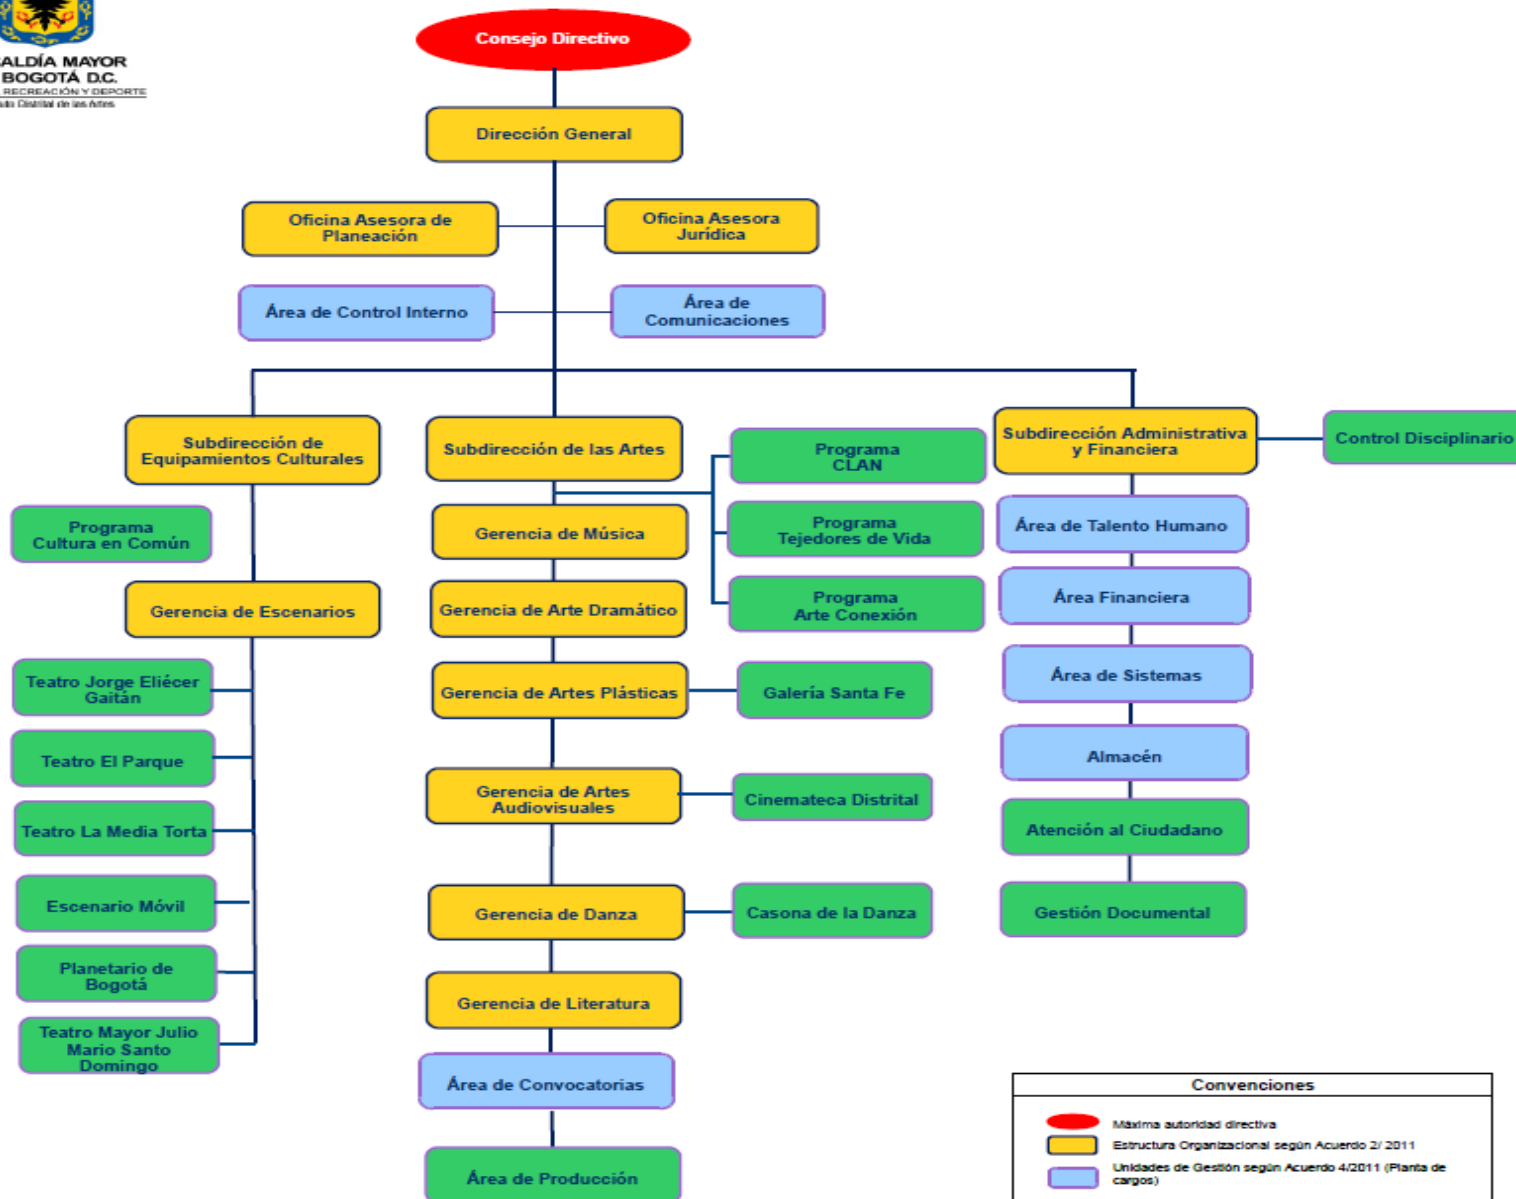 ALDÍA MAYOR
BOGOTÁ D.C.
RECREACIÓN Y DEPORTE
Distrital de las Artes
Consejo Directivo
Dirección General
Oficina Asesora de
Planeación
Oficina Asesora
Jurídica
Área de Control Interno
Área de
Comunicaciones
Subdirección de
Equipamientos Culturales
Subdirección de las Artes
Programa
CLAN
Subdirección Administrativa
y Financiera
Control Disciplinario
Programa
Cultura en Común
Gerencia de Música
Programa
Tejedores de Vida
Área de Talento Humano
Gerencia de Escenarios
Gerencia de Arte Dramático
Programa
Arte Conexión
Área Financiera
Teatro Jorge Eliécer
Gaitán
Gerencia de Artes Plásticas
Galería Santa Fe
Área de Sistemas
Teatro El Parque
Almacén
Gerencia de Artes
Audiovisuales
Cinemateca Distrital
Teatro La Media Torta
Atención al Ciudadano
Escenario Móvil
Gerencia de Danza
Casona de la Danza
Gestión Documental
Planetario de
Bogotá
Gerencia de Literatura
Teatro Mayor Julio
Mario Santo
Domingo
Área de Convocatorias
Área de Producción
Convenciones
Máxima autoridad directiva
Estructura Organizacional según Acuerdo 2/ 2011
Unidades de Gestión según Acuerdo 4/2011 (Planta de
cargos)